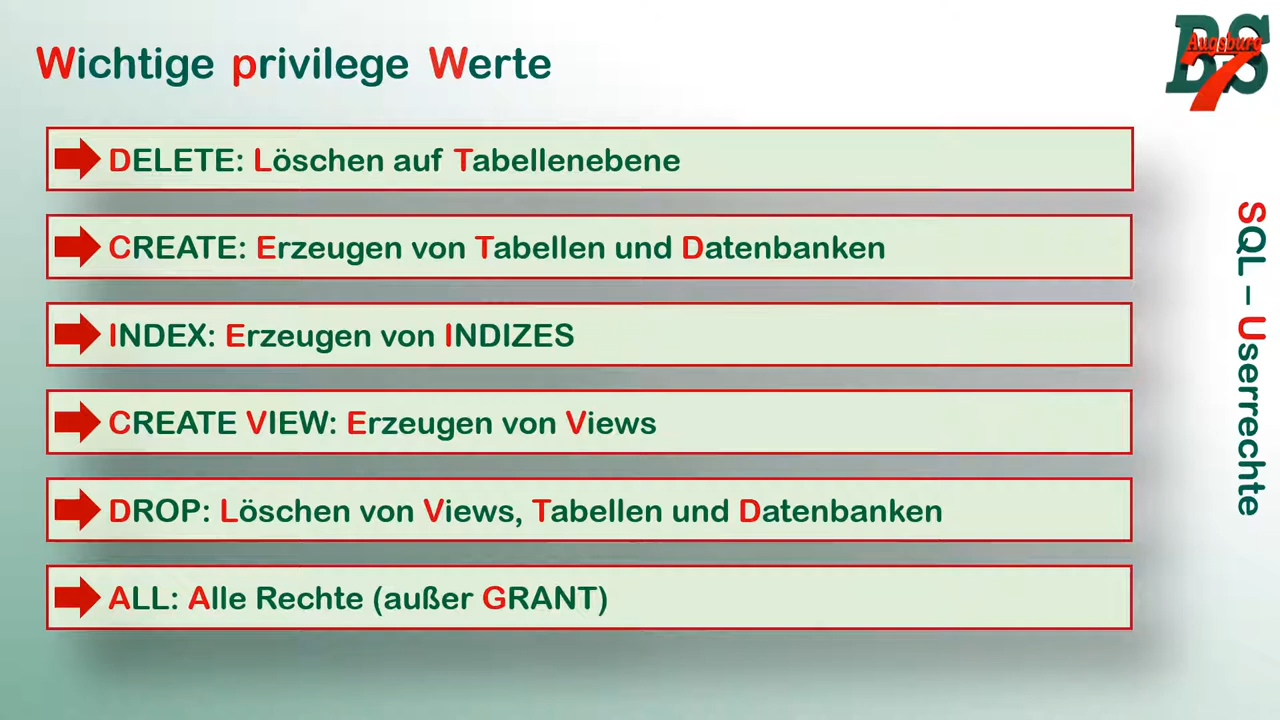 Wichtige privilege Werte
DELETE: Löschen auf Tabellenebene
CREATE: Erzeugen von Tabellen und Datenbanken
INDEX: Erzeugen von INDIZES
CREATE VIEW: Erzeugen von Views
DROP: Löschen von Views, Tabellen und Datenbanken
ALL: Alle Rechte (außer GRANT)
SQL – Userrechte
BS
Augsburg
7